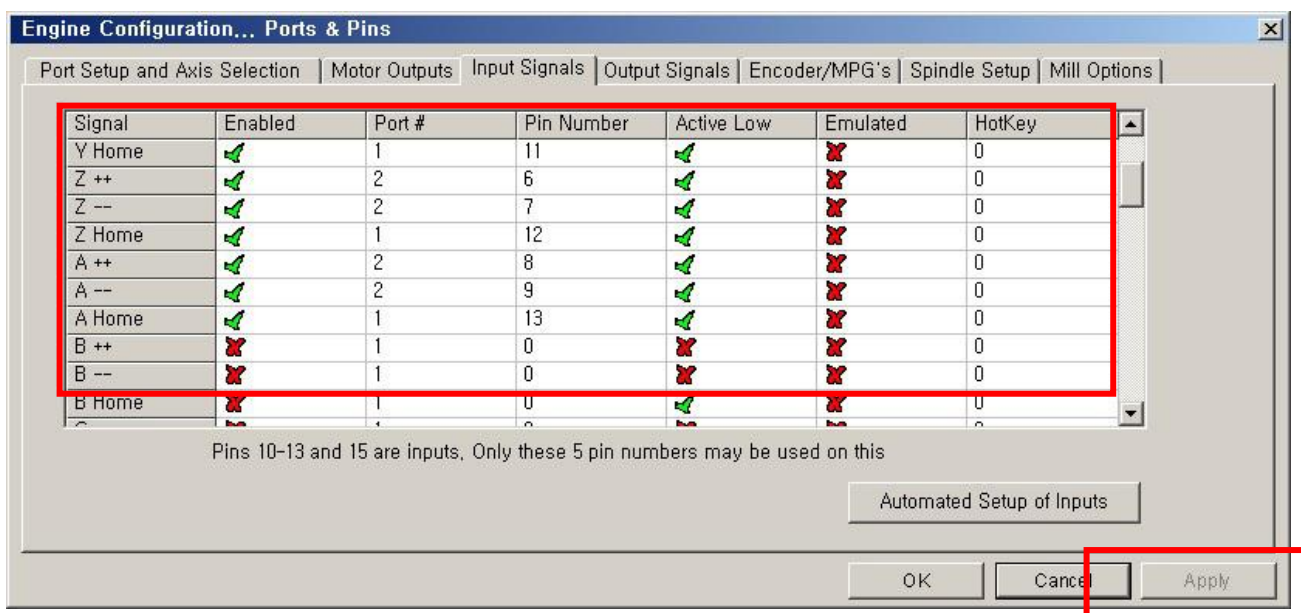 Engine Configuration... Ports & Pins
Port Setup and Axis Selection Motor Outputs Input Signals Output Signals Encoder/MPG's Spindle Setup Mill Options
Signal Enabled Port # Pin Number Active Low Emulated HotKey
Y Home 1 11 0
Z ++ 2 6 0
Z -- 2 7 0
Z Home 1 12 0
A ++ 2 8 0
A -- 2 9 0
A Home 1 13 0
B ++ 1 0 0
B -- 1 0 0
B Home 1 0 0
Pins 10-13 and 15 are inputs, Only these 5 pin numbers may be used on this
Automated Setup of Inputs
OK Cancel Apply